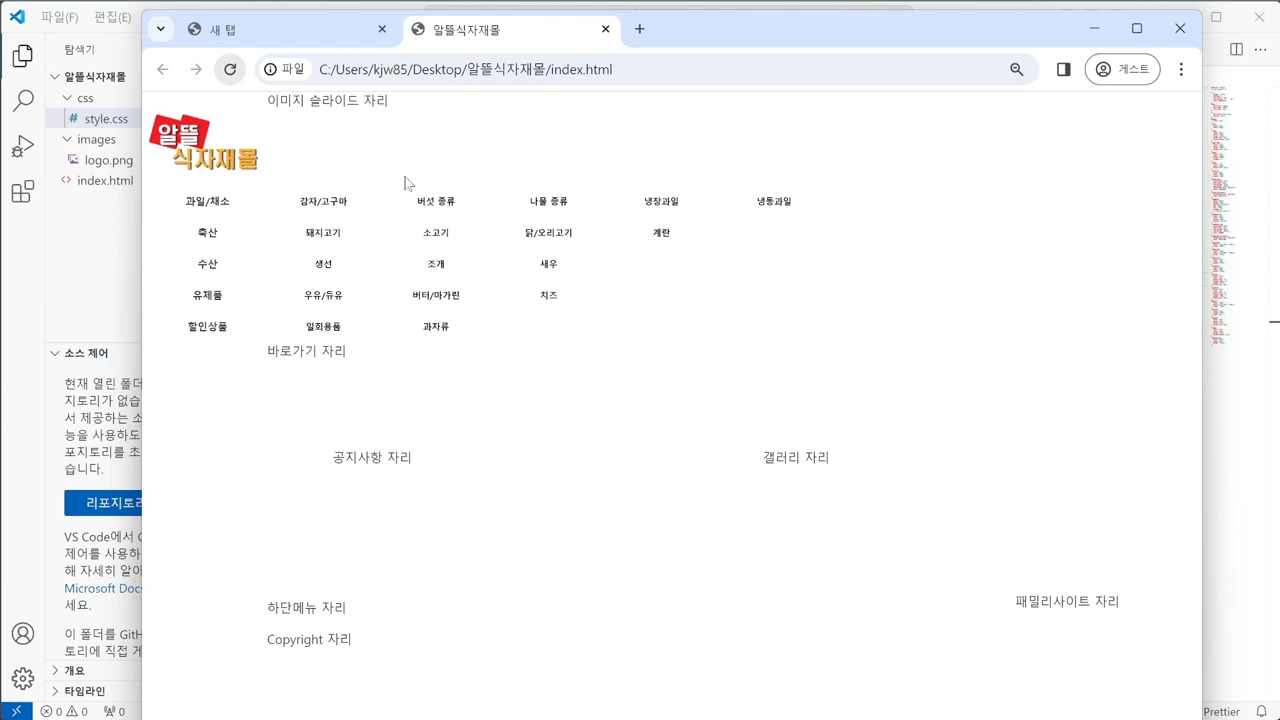 파일(F) 편집(E)
새 탭
알뜰식자재몰
파일
C:/Users/kjw85/Desktop/알뜰식자재몰/index.html
게스트
탐색기
알뜰식자재몰
css
style.css
logo.png
소스 제어
현재 열린 폴더
지토리가 없습
서 제공하는 소
능을 사용하도
포지토리를 초
습니다.
리포지토리
VS Code에서
제어를 사용하
해 자세히 알아
Microsoft Docs
세요.
이 폴더를 GitH
토리에 직접 게
개요
타임라인
0 0 0
이미지 슬라이드 자리
알뜰
식자재몰
과일/채소 감자/고구마 버섯 종류 나물 종류 냉장과일 냉동과일
축산 돼지고기 소고기 닭/오리고기 계란
수산 새우
유제품 우유/두유 버터/마가린 치즈
할인상품 일회용 과자류
바로가기 자리
공지사항 자리 갤러리 자리
하단메뉴 자리 패밀리사이트 자리
Copyright 자리
Prettier